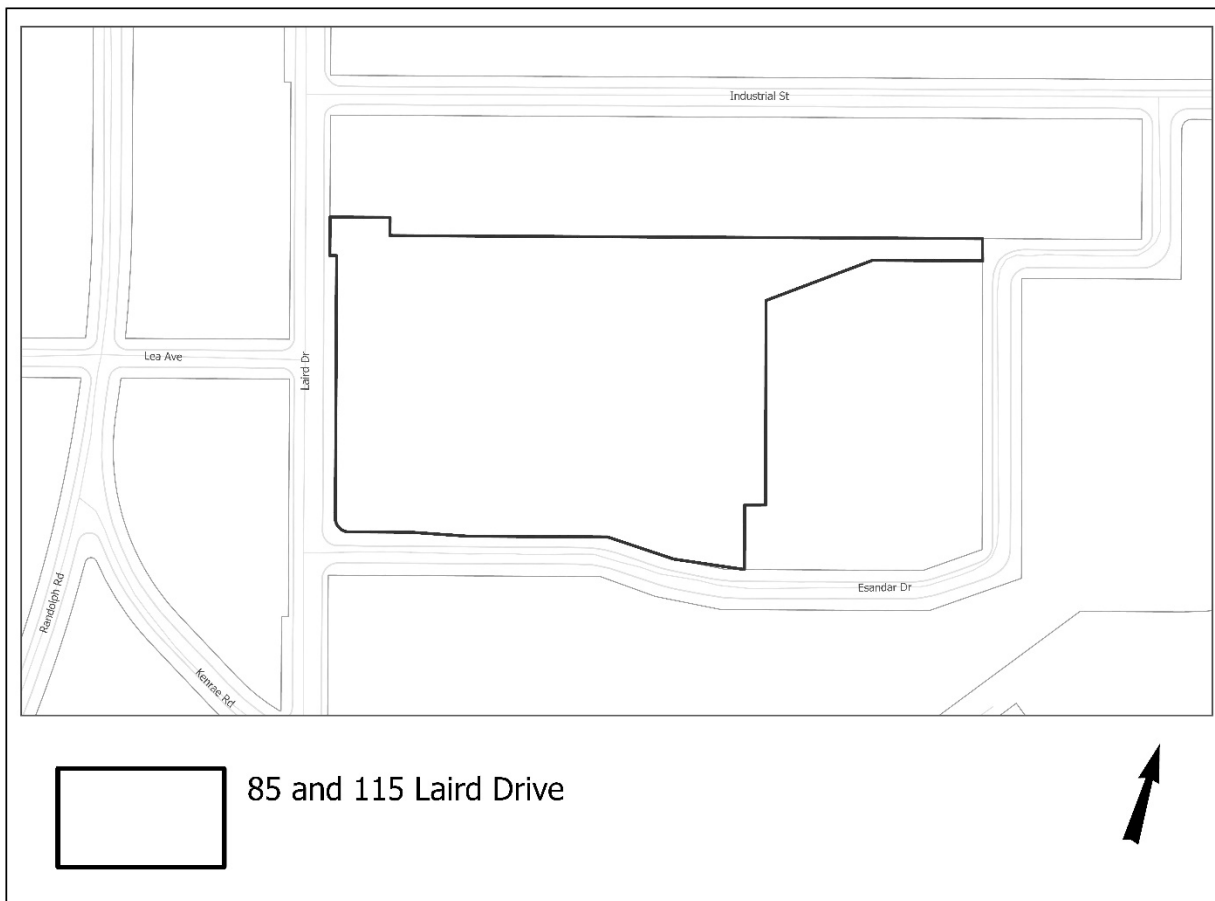 Industrial St
Lea Ave
Laird Dr
Esandar Dr
Randolph Rd
Kenrae Rd
85 and 115 Laird Drive